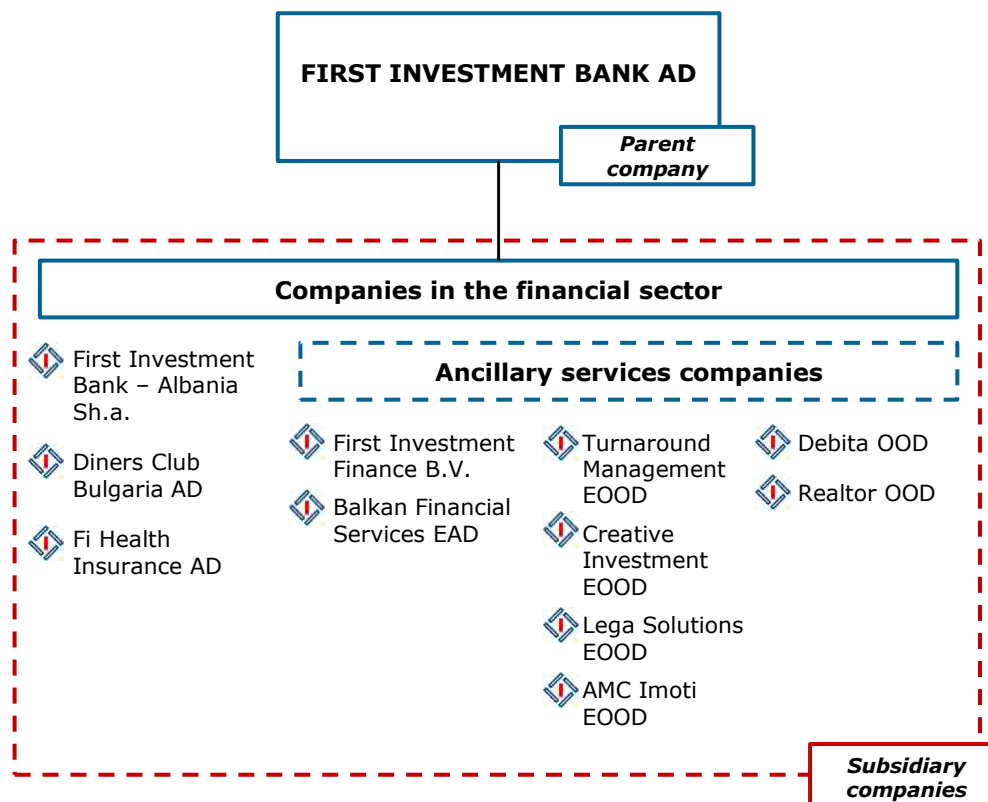 FIRST INVESTMENT BANK AD
Parent
company
Companies in the financial sector
First Investment
Bank – Albania
Sh.a.
Diners Club
Bulgaria AD
Fi Health
Insurance AD
Ancillary services companies
First Investment
Finance B.V.
Balkan Financial
Services EAD
Turnaround
Management
EOOD
Creative
Investment
EOOD
Lega Solutions
EOOD
AMC Imoti
EOOD
Debita OOD
Realtor OOD
Subsidiary
companies